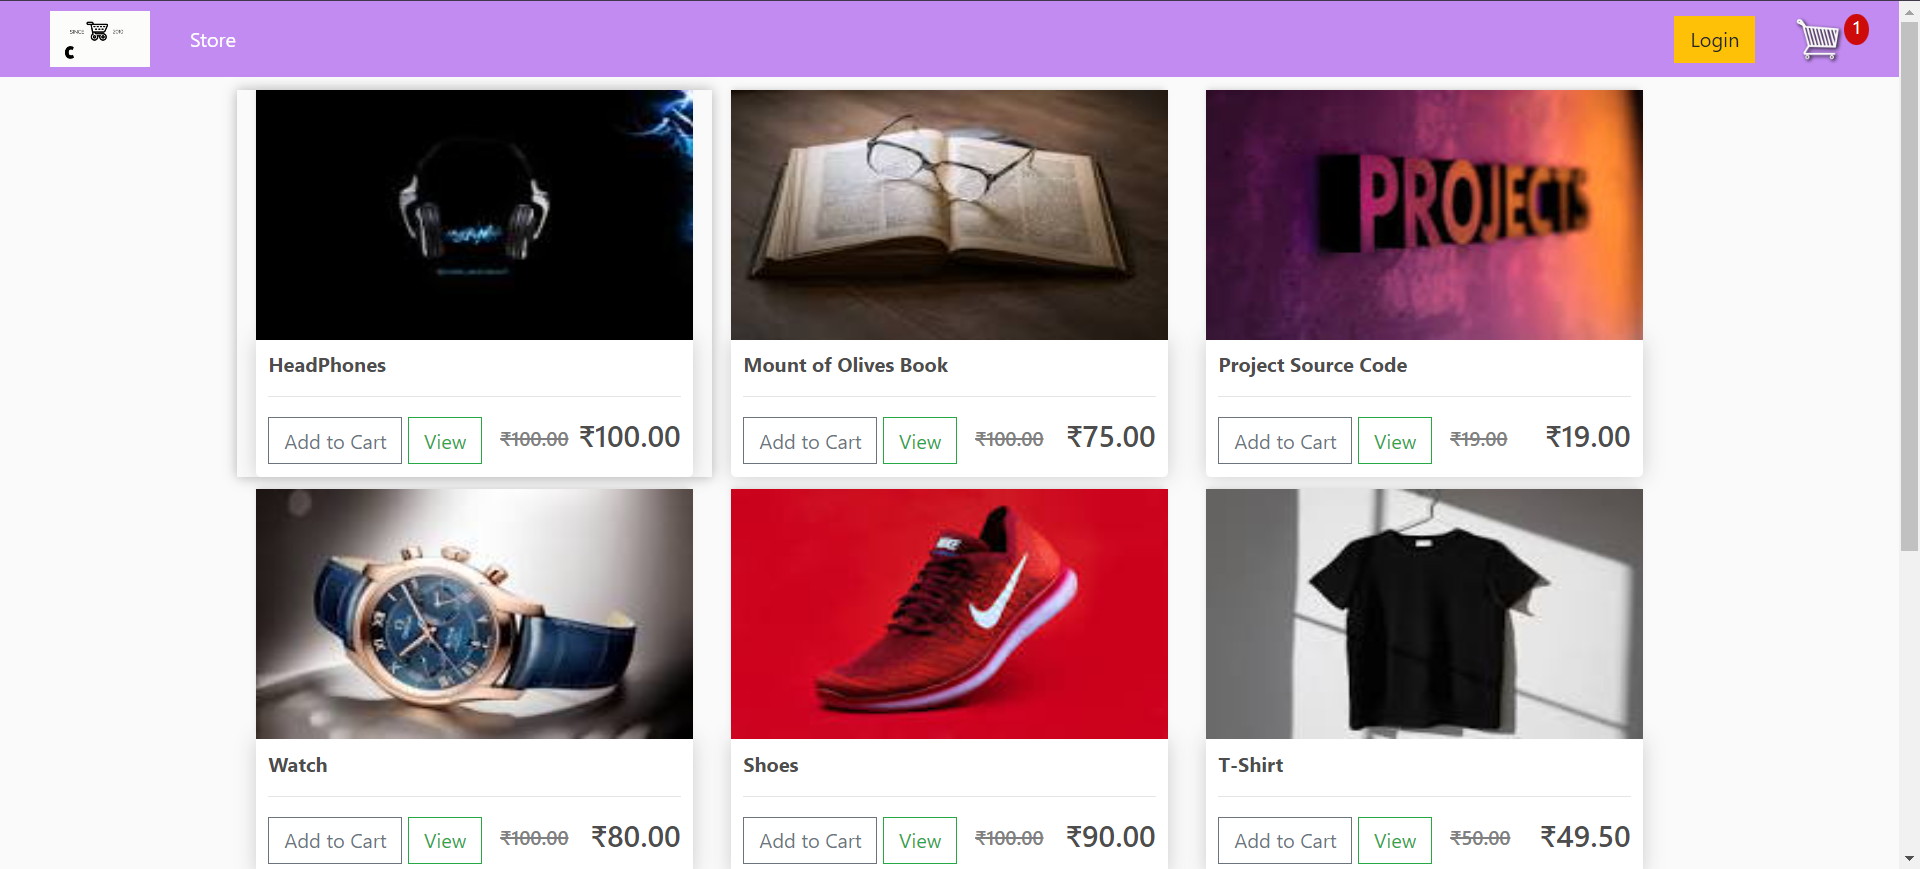 SINCE 2010
C
Store
Login
1
PROJECTS
HeadPhones
Mount of Olives Book
Project Source Code
Add to Cart View ₹100.00 ₹100.00
Add to Cart View ₹100.00 ₹75.00
Add to Cart View ₹19.00 ₹19.00
NIKE
Watch
Shoes
T-Shirt
Add to Cart View ₹100.00 ₹80.00
Add to Cart View ₹100.00 ₹90.00
Add to Cart View ₹50.00 ₹49.50